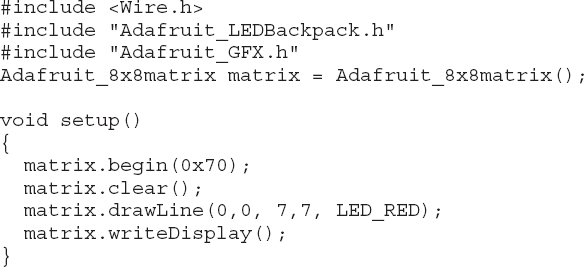 #include <Wire.h>
#include "Adafruit_LEDBackpack.h"
#include "Adafruit_GFX.h"
Adafruit_8x8matrix matrix = Adafruit_8x8matrix();

void setup()
{
  matrix.begin(0x70);
  matrix.clear();
  matrix.drawLine(0,0, 7,7, LED_RED);
  matrix.writeDisplay();
}